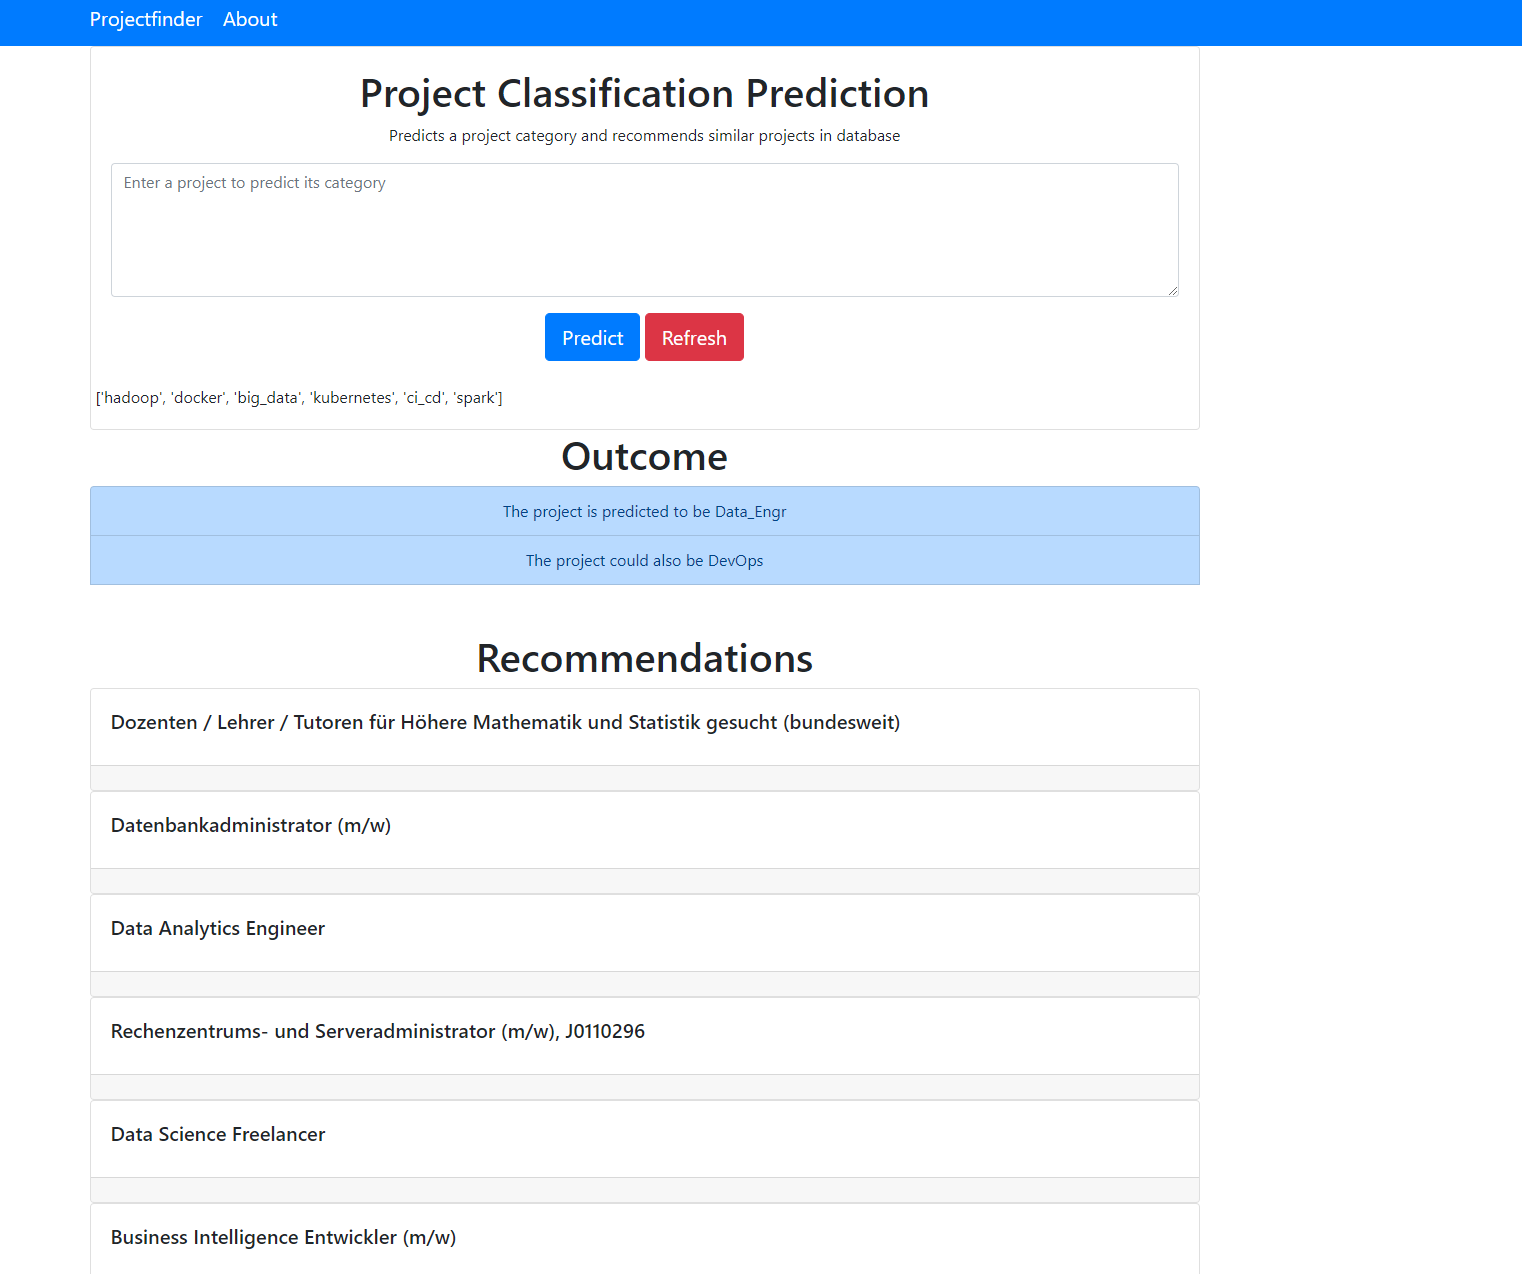 Projectfinder About
Project Classification Prediction
Predicts a project category and recommends similar projects in database
Enter a project to predict its category
Predict Refresh
['hadoop', 'docker', 'big_data', 'kubernetes', 'ci_cd', 'spark']
Outcome
The project is predicted to be Data_Engr
The project could also be DevOps
Recommendations
Dozenten / Lehrer / Tutoren für Höhere Mathematik und Statistik gesucht (bundesweit)
Datenbankadministrator (m/w)
Data Analytics Engineer
Rechenzentrums- und Serveradministrator (m/w), J0110296
Data Science Freelancer
Business Intelligence Entwickler (m/w)